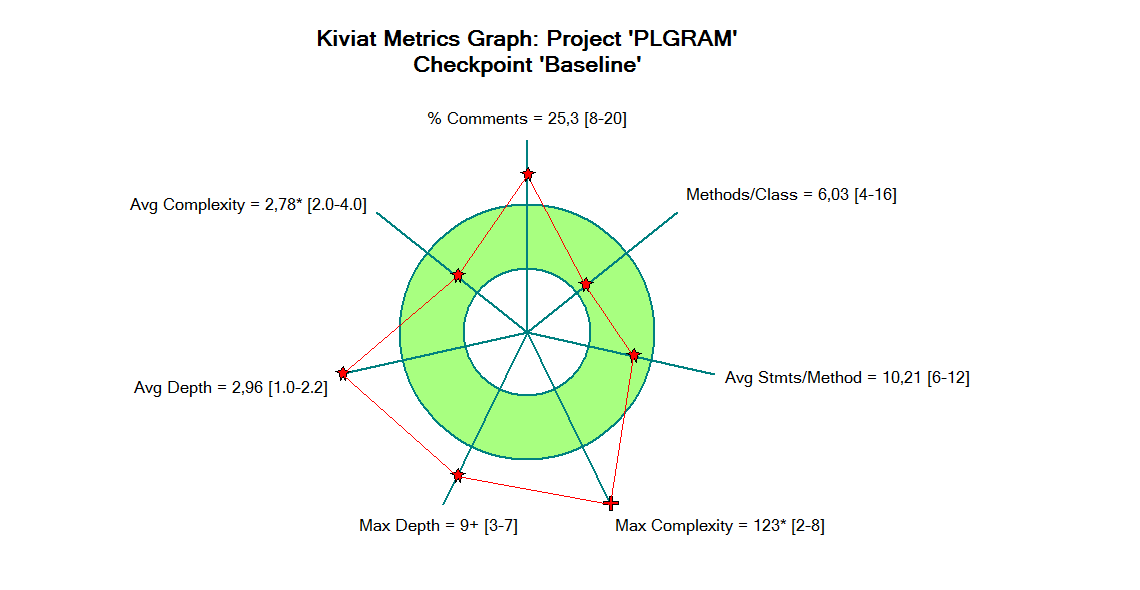 Kiviat Metrics Graph: Project 'PLGRAM'
Checkpoint 'Baseline'
% Comments = 25,3 [8-20]
Methods/Class = 6,03 [4-16]
Avg Complexity = 2,78* [2.0-4.0]
Avg Stmts/Method = 10,21 [6-12]
Avg Depth = 2,96 [1.0-2.2]
Max Depth = 9+ [3-7]
Max Complexity = 123* [2-8]